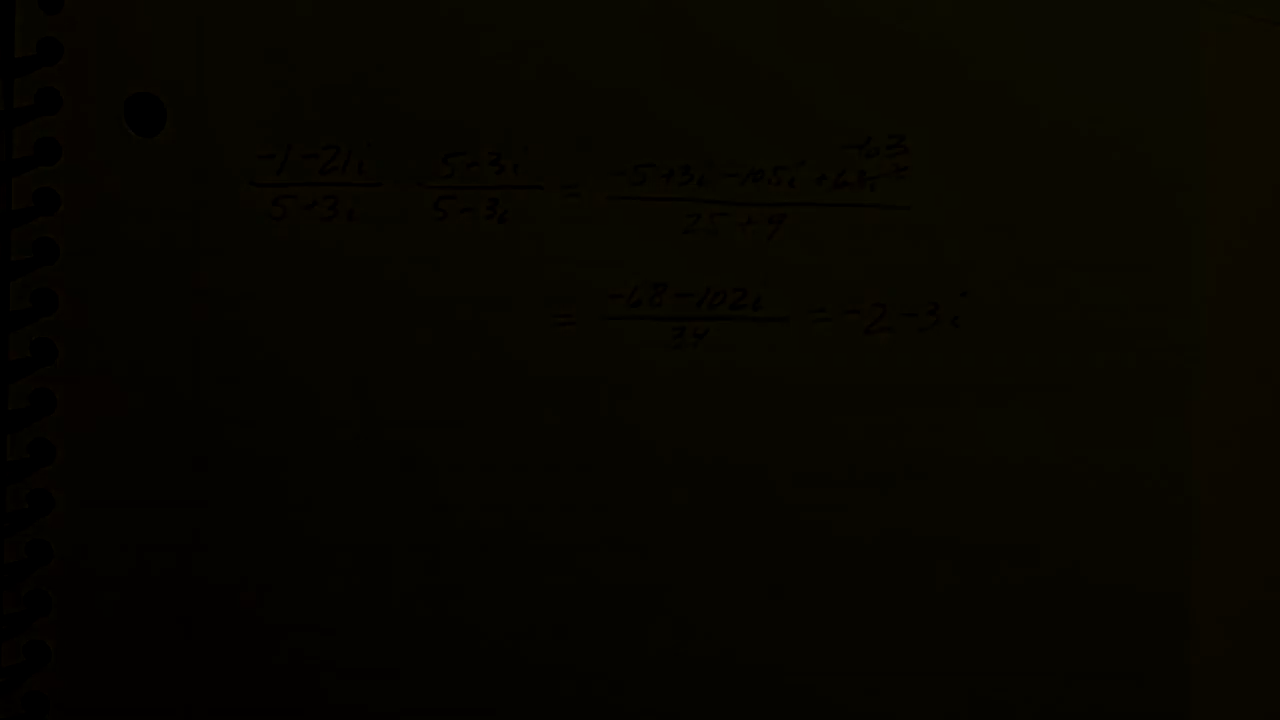 (-1-21i)/(5+3i) (5-3i)/(5-3i) = (-5+3i-105i+63i² -63)/(25+9)
= (-68-102i)/34 = -2-3i